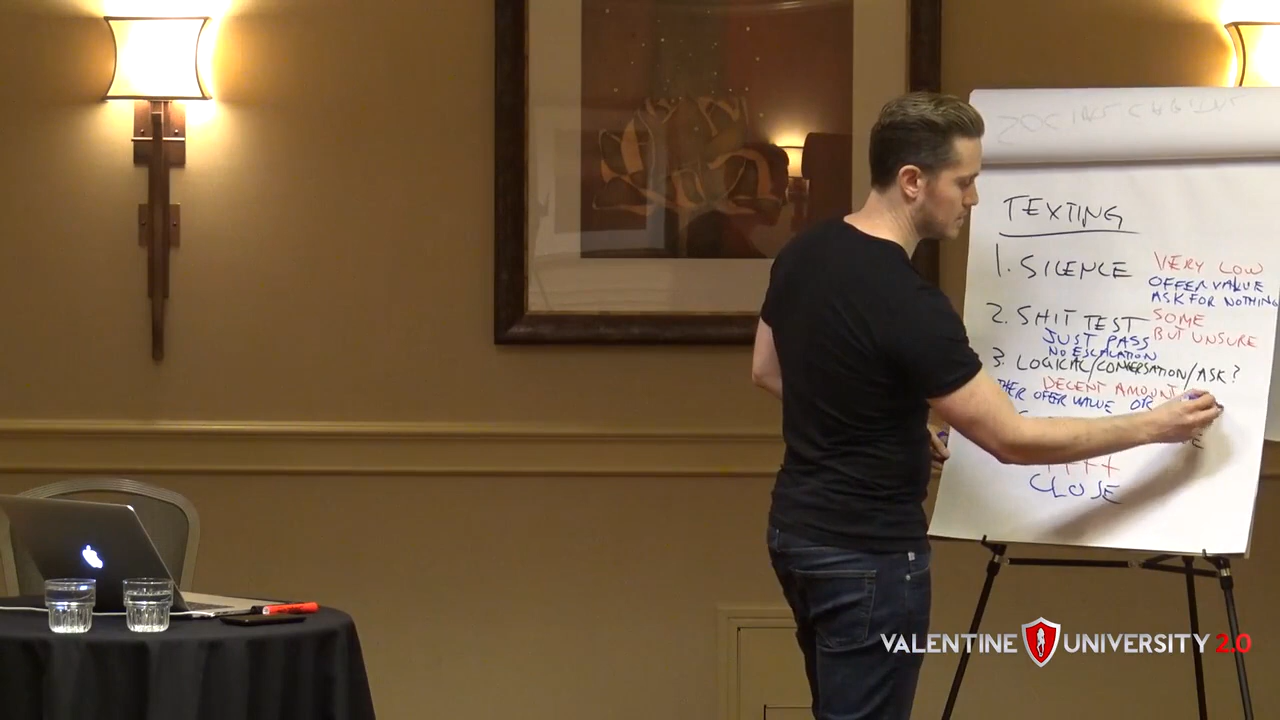 TEXTING
1. SILENCE VERY LOW
OFFER VALUE
ASK FOR NOTHING
2. SHIT TEST SOME
BUT UNSURE
JUST PASS
NO ESCALATION
3. LOGICAL/CONVERSATION/ASK?
DECENT AMOUNT
OFFER VALUE OR
++++
CLOSE
VALENTINE UNIVERSITY 2.0